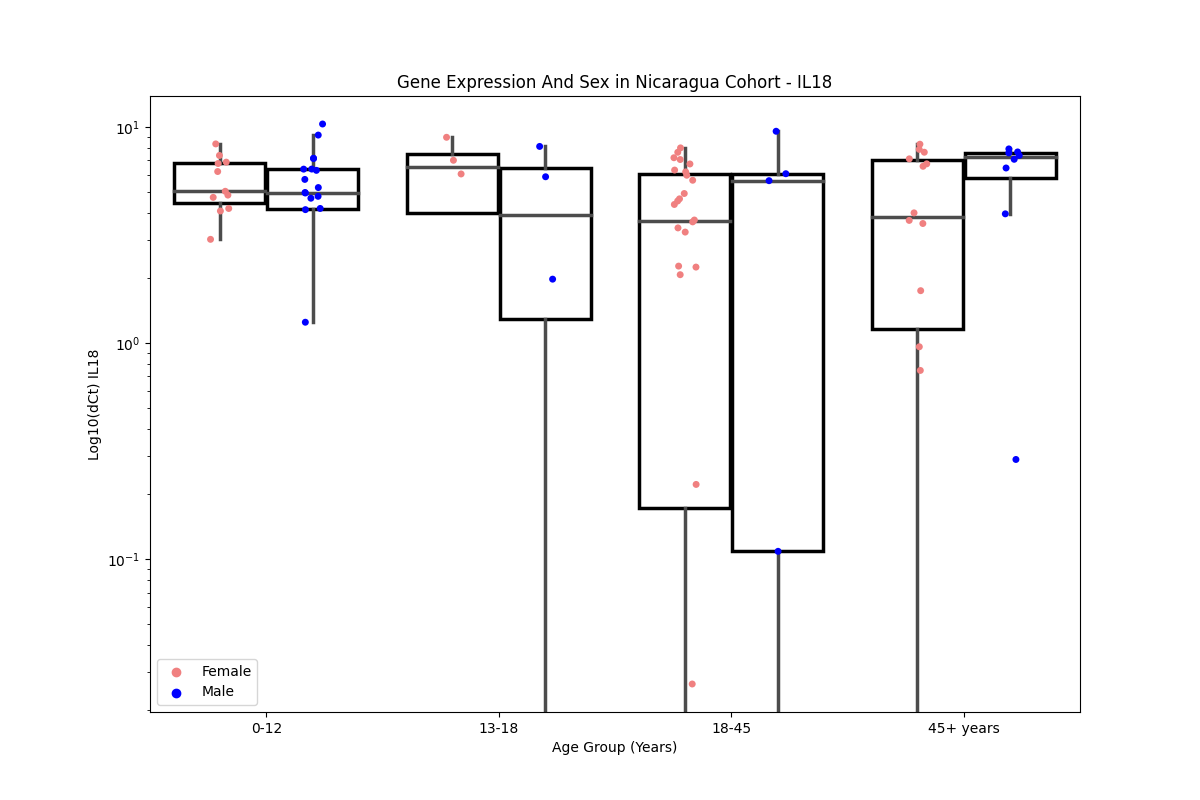 Gene Expression And Sex in Nicaragua Cohort - IL18
Log10(dCt) IL18
10¹
10⁰
10⁻¹
Female
Male
0-12
13-18
18-45
45+ years
Age Group (Years)